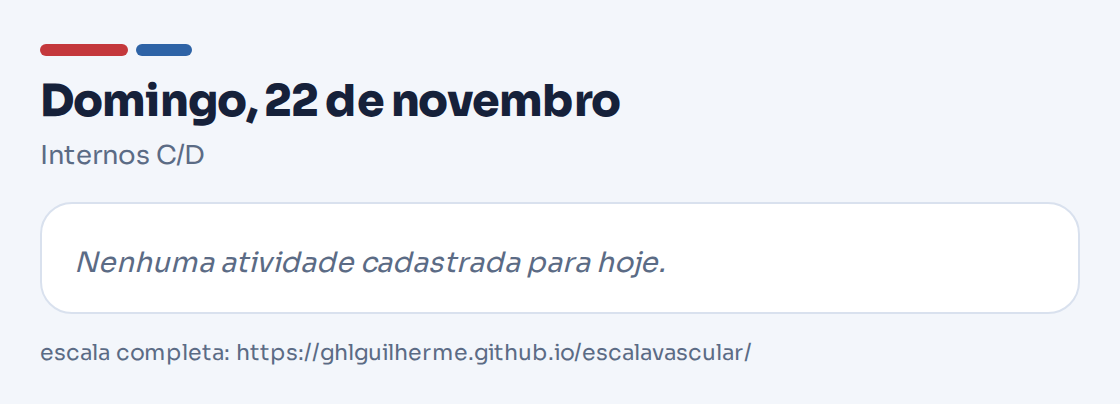 Domingo, 22 de novembro
Internos C/D
Nenhuma atividade cadastrada para hoje.
escala completa: https://ghlguilherme.github.io/escalavascular/